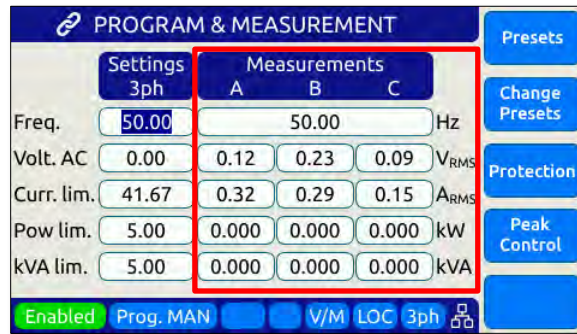 PROGRAM & MEASUREMENT
Presets
Settings Measurements
3ph A B C
Change
Presets
Freq. 50.00 50.00 Hz
Volt. AC 0.00 0.12 0.23 0.09 VRMS
Protection
Curr. lim. 41.67 0.32 0.29 0.15 ARMS
Pow lim. 5.00 0.000 0.000 0.000 kW
Peak
Control
kVA lim. 5.00 0.000 0.000 0.000 kVA
Enabled Prog. MAN V/M LOC 3ph